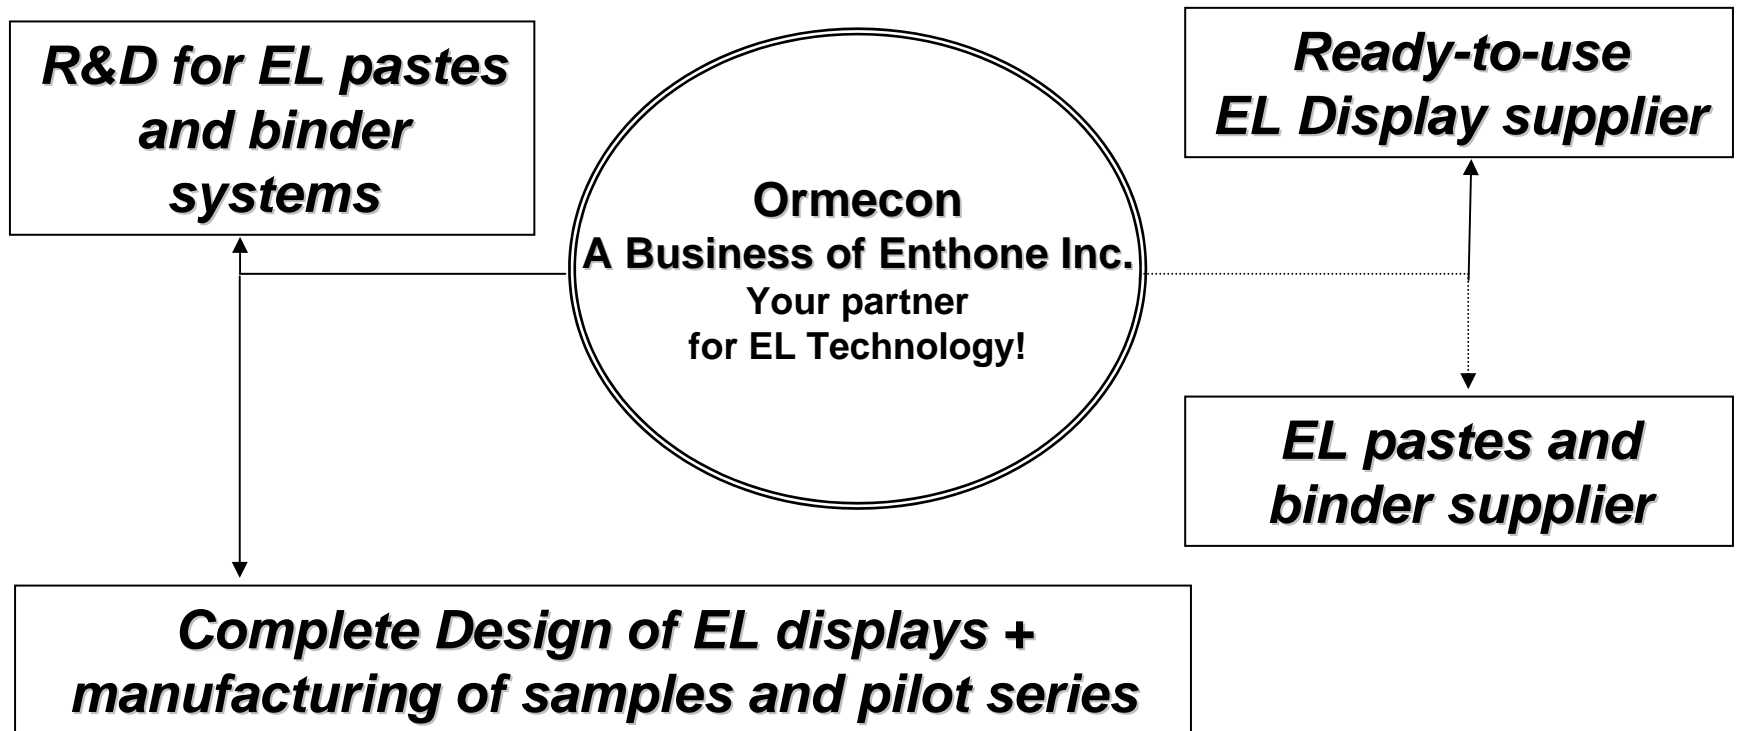 R&D for EL pastes
and binder
systems
Ormecon
A Business of Enthone Inc.
Your partner
for EL Technology!
Ready-to-use
EL Display supplier
EL pastes and
binder supplier
Complete Design of EL displays +
manufacturing of samples and pilot series